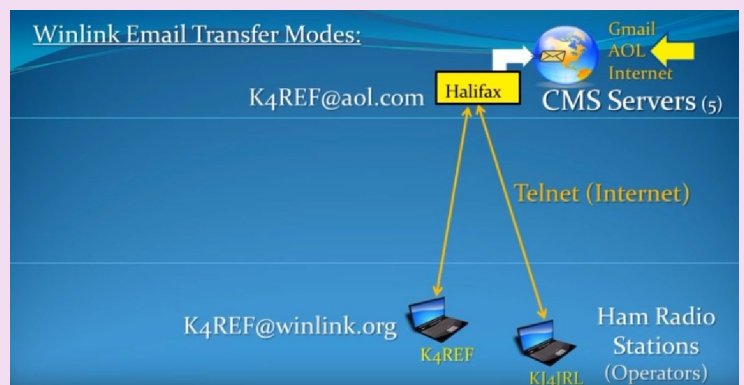 Winlink Email Transfer Modes:
Gmail
AOL
Internet
K4REF@aol.com
Halifax
CMS Servers (5)
Telnet (Internet)
K4REF@winlink.org
K4REF
KJ4JRL
Ham Radio
Stations
(Operators)